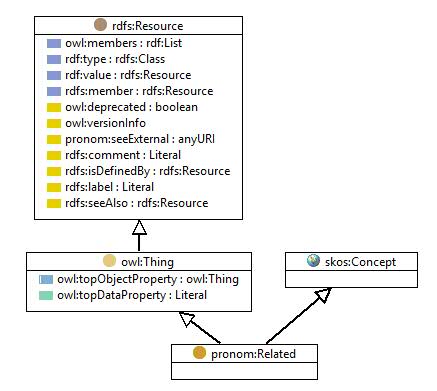 rdfs:Resource
owl:members : rdf:List
rdf:type : rdfs:Class
rdf:value : rdfs:Resource
rdfs:member : rdfs:Resource
owl:deprecated : boolean
owl:versionInfo
pronom:seeExternal : anyURI
rdfs:comment : Literal
rdfs:isDefinedBy : rdfs:Resource
rdfs:label : Literal
rdfs:seeAlso : rdfs:Resource
owl:Thing
owl:topObjectProperty : owl:Thing
owl:topDataProperty : Literal
skos:Concept
pronom:Related